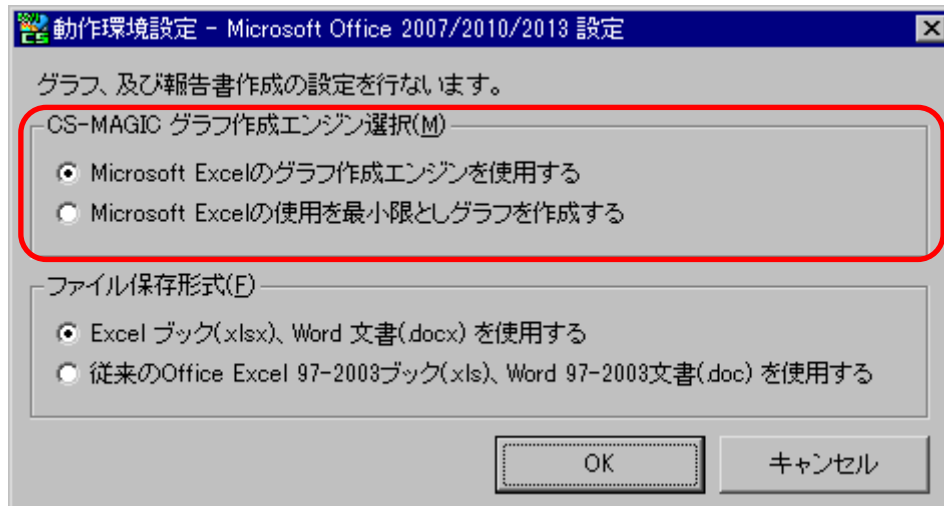 動作環境設定 - Microsoft Office 2007/2010/2013 設定
グラフ、及び報告書作成の設定を行ないます。
CS-MAGIC グラフ作成エンジン選択(M)
Microsoft Excelのグラフ作成エンジンを使用する
Microsoft Excelの使用を最小限としグラフを作成する
ファイル保存形式(F)
Excel ブック(.xlsx)、Word 文書(.docx) を使用する
従来のOffice Excel 97-2003ブック(.xls)、Word 97-2003文書(.doc) を使用する
OK
キャンセル